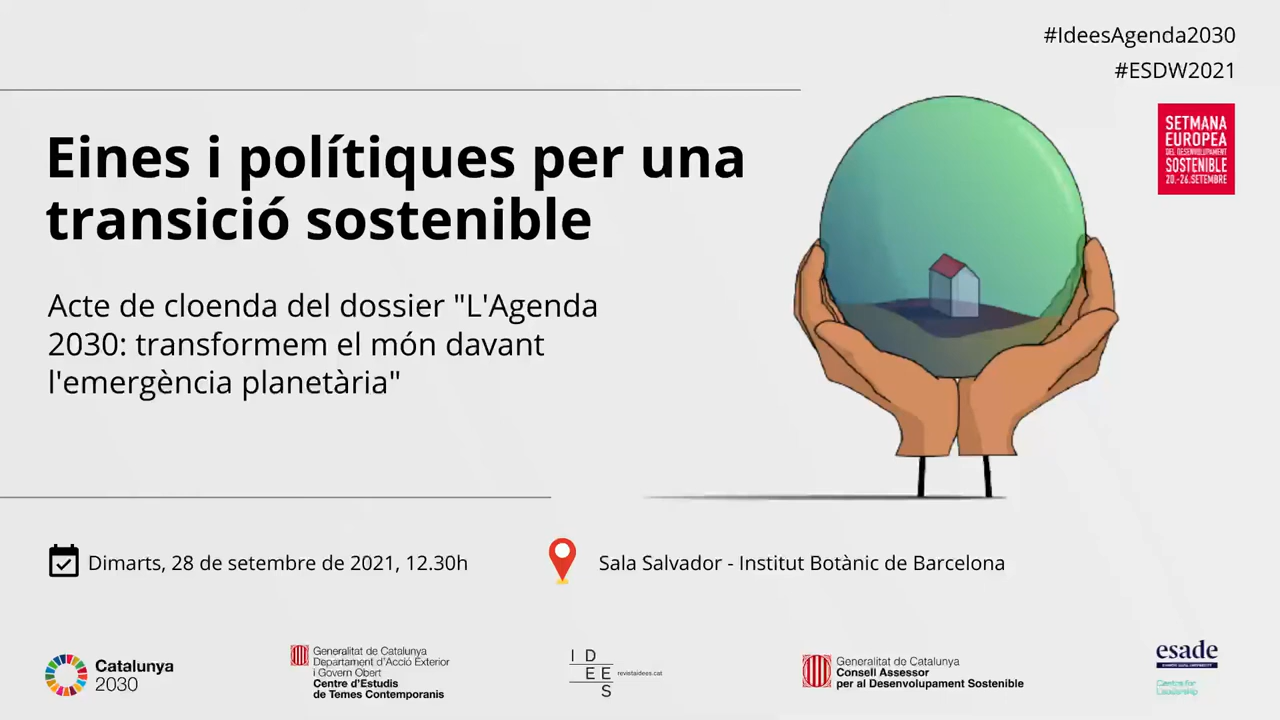 #IdeesAgenda2030
#ESDW2021
SETMANA
EUROPEA
DEL DESENVOLUPAMENT
SOSTENIBLE
20.-26.SETEMBRE
Eines i polítiques per una
transició sostenible
Acte de cloenda del dossier "L'Agenda
2030: transformem el món davant
l'emergència planetària"
Dimarts, 28 de setembre de 2021, 12.30h
Sala Salvador - Institut Botànic de Barcelona
Catalunya
2030
Generalitat de Catalunya
Departament d'Acció Exterior
i Govern Obert
Centre d'Estudis
de Temes Contemporanis
I D
E E
S
revistaidees.cat
Generalitat de Catalunya
Consell Assessor
per al Desenvolupament Sostenible
esade
Center for
Leadership